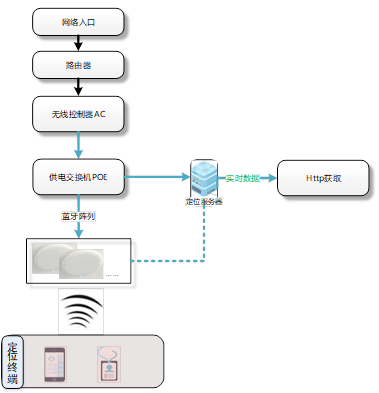 网络入口
路由器
无线控制器AC
供电交换机POE
定位服务器
实时数据
Http获取
蓝牙阵列
... ...
定位终端